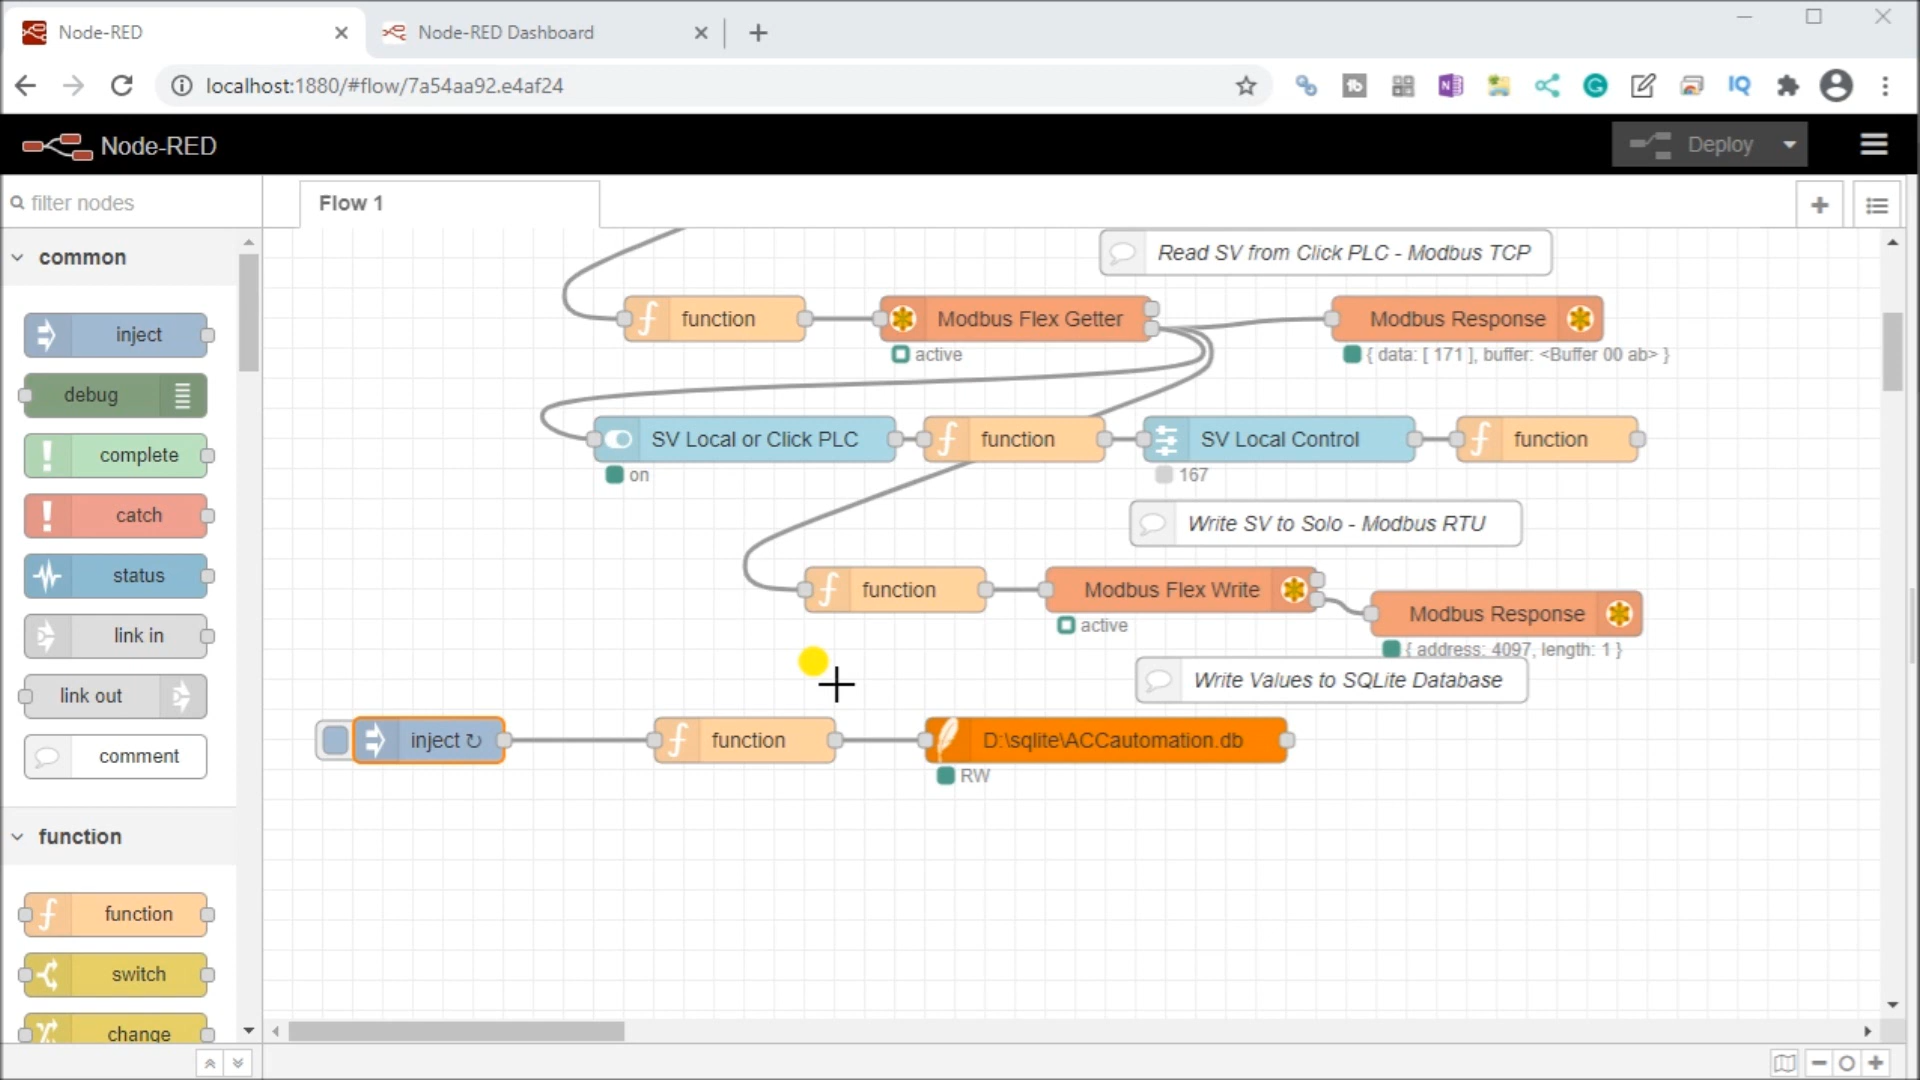 Node-RED
Node-RED Dashboard
localhost:1880/#flow/7a54aa92.e4af24
IQ
Node-RED
Deploy
filter nodes
Flow 1
common
inject
debug
complete
catch
status
link in
link out
comment
function
function
switch
change
Read SV from Click PLC - Modbus TCP
function
Modbus Flex Getter
Modbus Response
active
{ data: [ 171 ], buffer: <Buffer 00 ab> }
SV Local or Click PLC
function
SV Local Control
function
on
167
Write SV to Solo - Modbus RTU
function
Modbus Flex Write
Modbus Response
active
{ address: 4097, length: 1 }
Write Values to SQLite Database
inject ↻
function
D:\sqlite\ACCautomation.db
RW